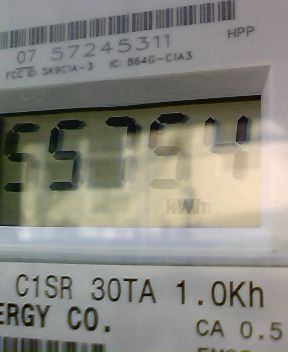 HPP
07 57245311
FCC ID: SK9C1A-3 IC: 864G-C1A3
55754
kWh
C1SR 30TA 1.0Kh
ERGY CO.
CA 0.5